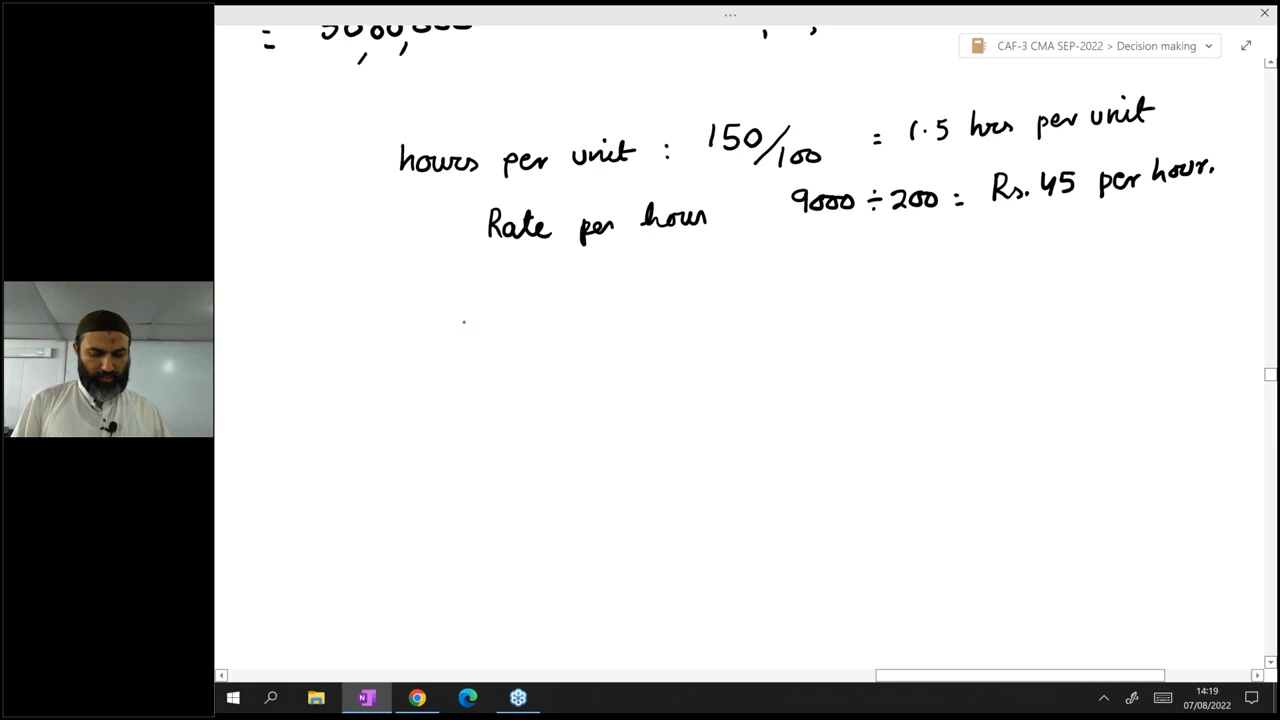 CAF-3 CMA SEP-2022 > Decision making
hours per unit : 150/100 = 1.5 hrs per unit
Rate per hour 9000 ÷ 200 = Rs. 45 per hour.
14:19
07/08/2022